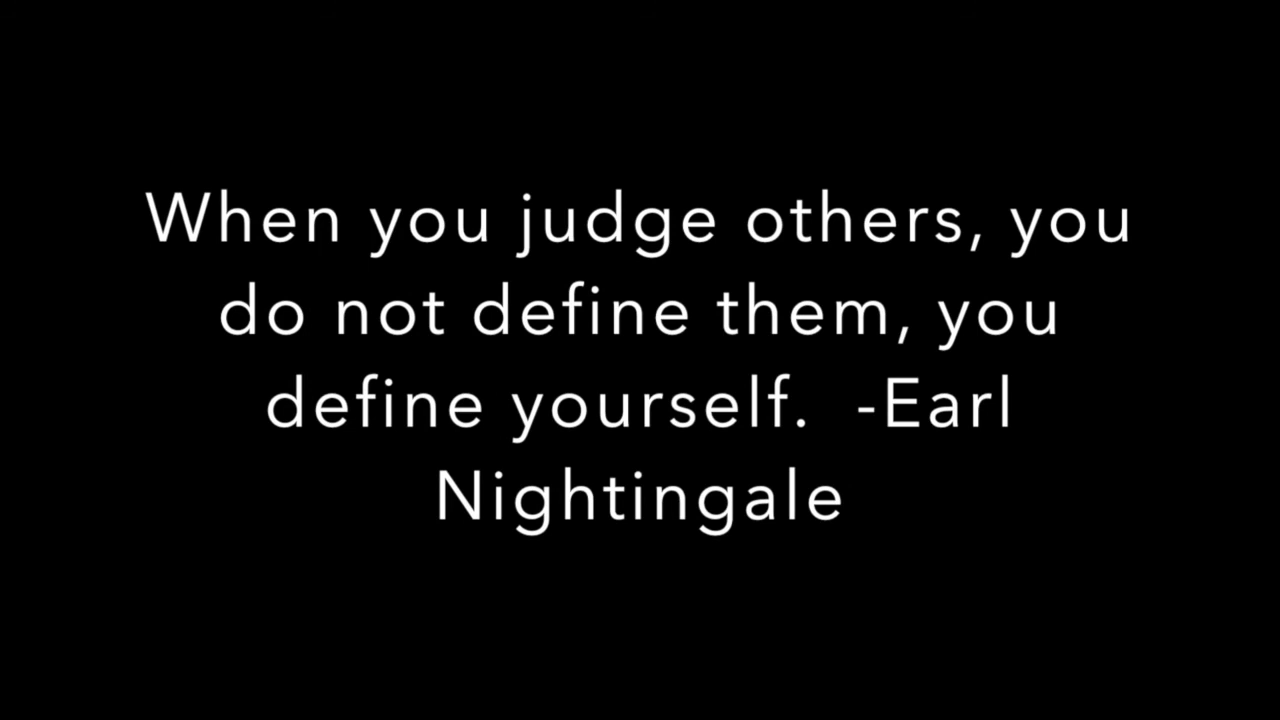 When you judge others, you
do not define them, you
define yourself.  -Earl
Nightingale